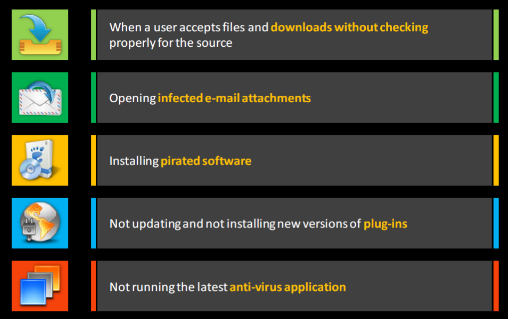 When a user accepts files and downloads without checking
properly for the source
Opening infected e-mail attachments
Installing pirated software
Not updating and not installing new versions of plug-ins
Not running the latest anti-virus application